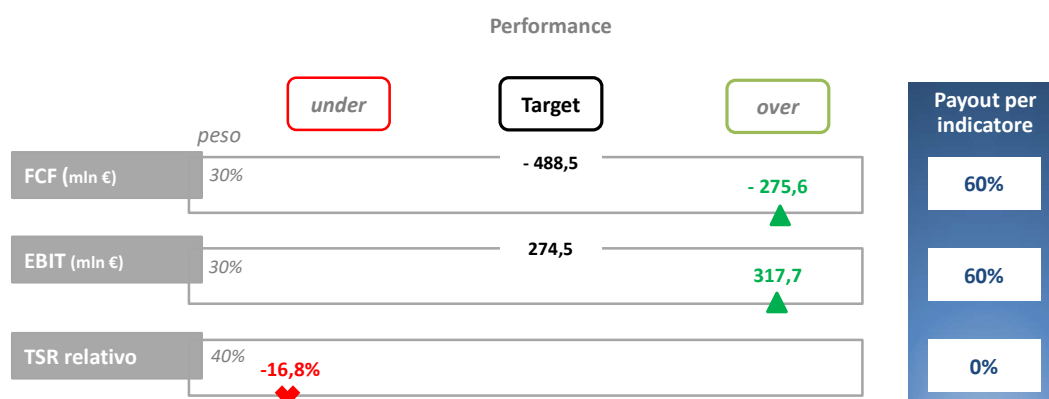 Performance
under
Target
over
Payout per
indicatore
peso
FCF (mln €)
30%
- 488,5
- 275,6
60%
EBIT (mln €)
30%
274,5
317,7
60%
TSR relativo
40%
-16,8%
0%